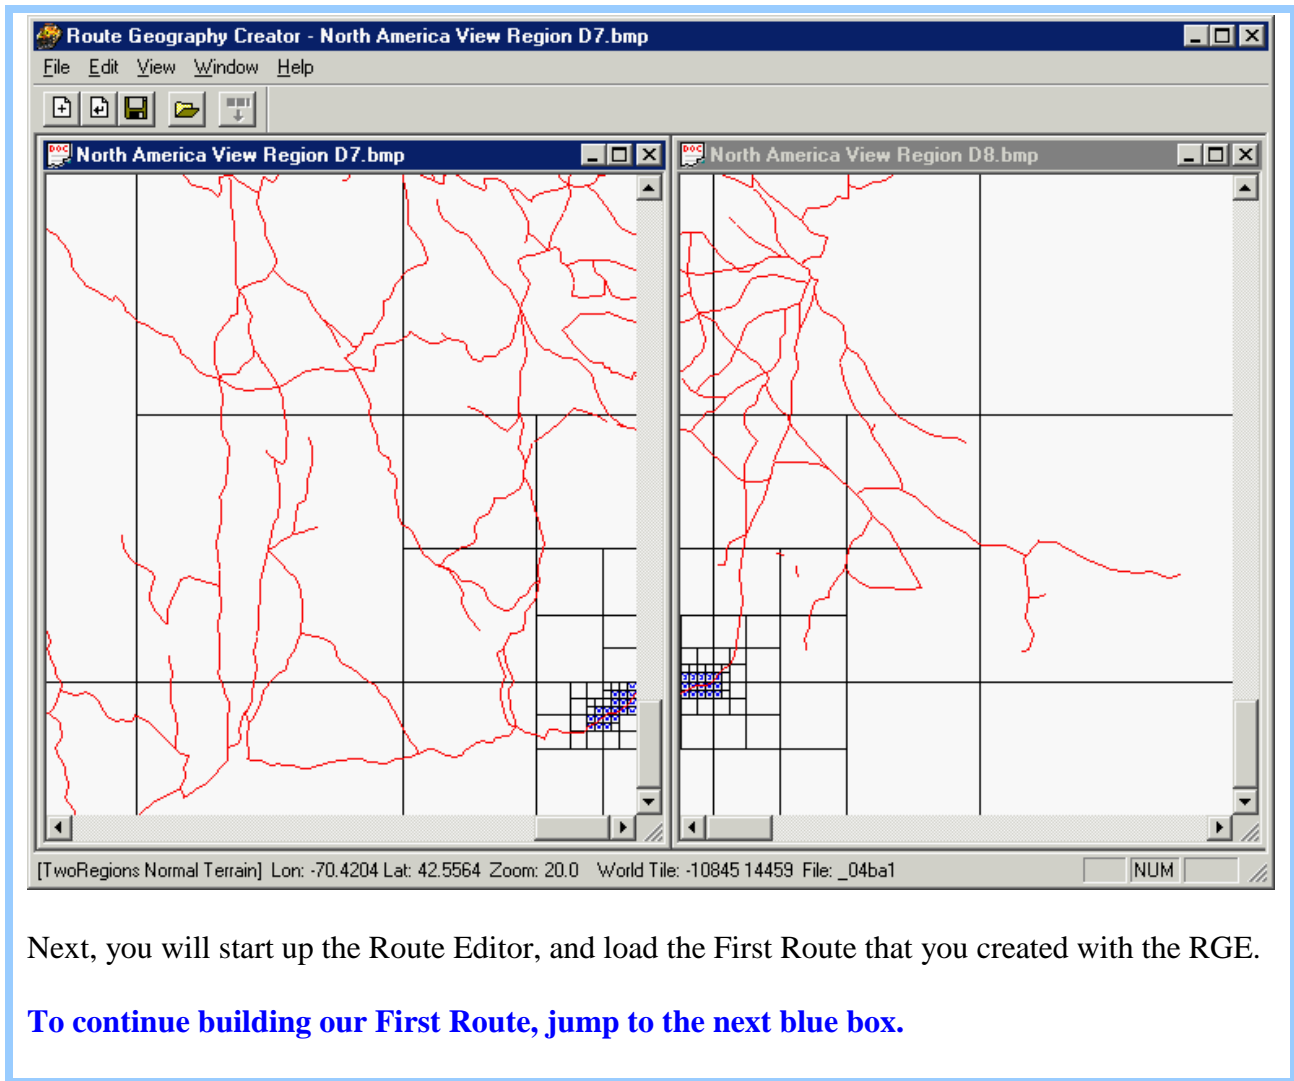 Route Geography Creator - North America View Region D7.bmp
File Edit View Window Help
DOC North America View Region D7.bmp
DOC North America View Region D8.bmp
[TwoRegions Normal Terrain] Lon: -70.4204 Lat: 42.5564 Zoom: 20.0 World Tile: -10845 14459 File: _04ba1
NUM
Next, you will start up the Route Editor, and load the First Route that you created with the RGE.
To continue building our First Route, jump to the next blue box.